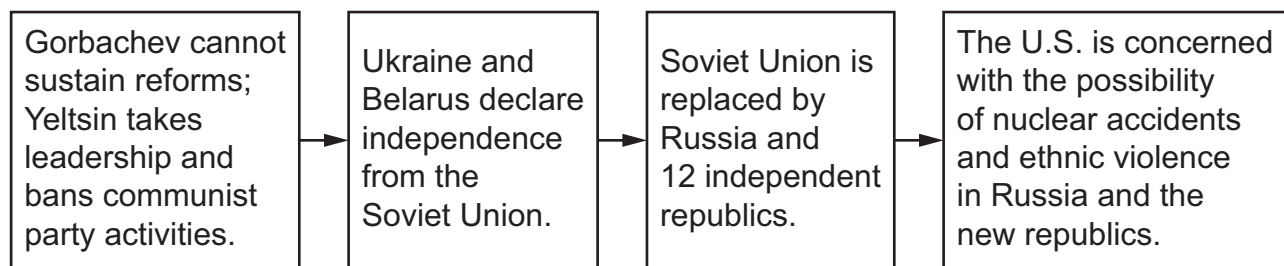 Gorbachev cannot
sustain reforms;
Yeltsin takes
leadership and
bans communist
party activities.
Ukraine and
Belarus declare
independence
from the
Soviet Union.
Soviet Union is
replaced by
Russia and
12 independent
republics.
The U.S. is concerned
with the possibility
of nuclear accidents
and ethnic violence
in Russia and the
new republics.